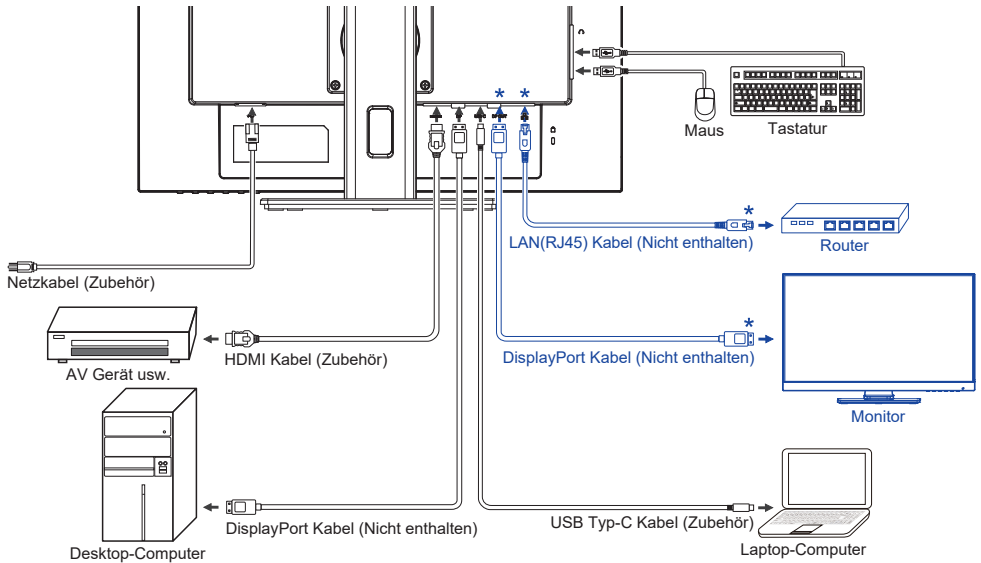 * *
Maus
Tastatur
*
LAN(RJ45) Kabel (Nicht enthalten)
Router
Netzkabel (Zubehör)
*
HDMI Kabel (Zubehör)
DisplayPort Kabel (Nicht enthalten)
AV Gerät usw.
Monitor
DisplayPort Kabel (Nicht enthalten)
USB Typ-C Kabel (Zubehör)
Desktop-Computer
Laptop-Computer